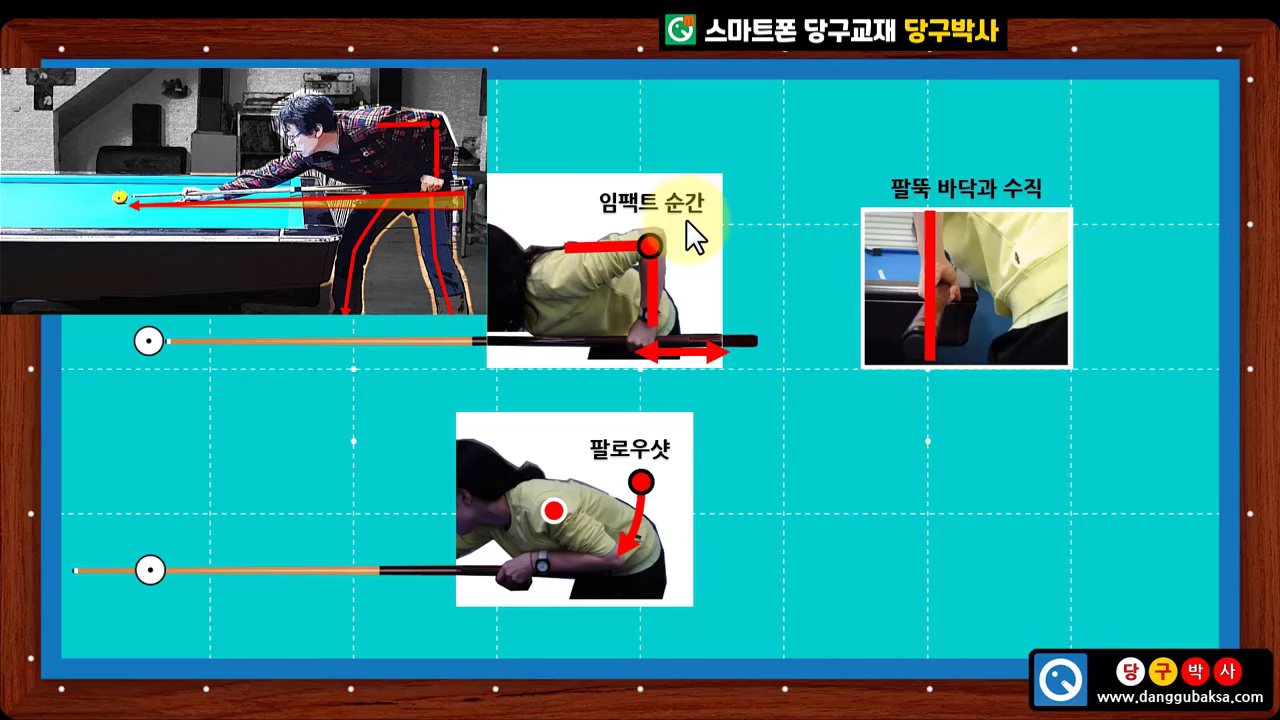 스마트폰 당구교재 당구박사
임팩트 순간
팔뚝 바닥과 수직
팔로우샷
당구박사
www.danggubaksa.com